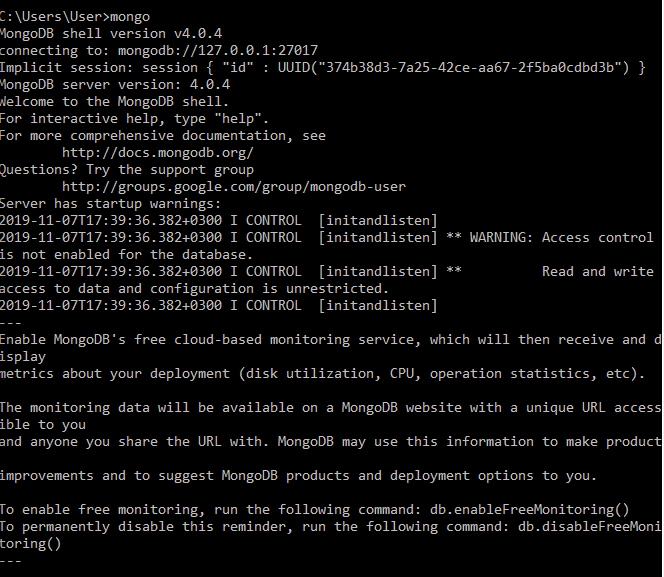 C:\Users\User>mongo
MongoDB shell version v4.0.4
connecting to: mongodb://127.0.0.1:27017
Implicit session: session { "id" : UUID("374b38d3-7a25-42ce-aa67-2f5ba0cdbd3b") }
MongoDB server version: 4.0.4
Welcome to the MongoDB shell.
For interactive help, type "help".
For more comprehensive documentation, see
        http://docs.mongodb.org/
Questions? Try the support group
        http://groups.google.com/group/mongodb-user
Server has startup warnings:
2019-11-07T17:39:36.382+0300 I CONTROL  [initandlisten]
2019-11-07T17:39:36.382+0300 I CONTROL  [initandlisten] ** WARNING: Access control
is not enabled for the database.
2019-11-07T17:39:36.382+0300 I CONTROL  [initandlisten] **          Read and write
access to data and configuration is unrestricted.
2019-11-07T17:39:36.382+0300 I CONTROL  [initandlisten]
---
Enable MongoDB's free cloud-based monitoring service, which will then receive and d
isplay
metrics about your deployment (disk utilization, CPU, operation statistics, etc).

The monitoring data will be available on a MongoDB website with a unique URL access
ible to you
and anyone you share the URL with. MongoDB may use this information to make product

improvements and to suggest MongoDB products and deployment options to you.

To enable free monitoring, run the following command: db.enableFreeMonitoring()
To permanently disable this reminder, run the following command: db.disableFreeMoni
toring()
---